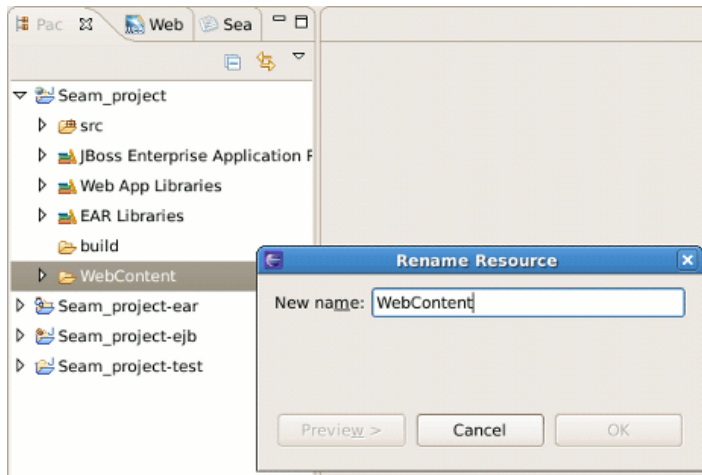 Pac Web Sea
Seam_project
src
JBoss Enterprise Application P
Web App Libraries
EAR Libraries
build
WebContent
Seam_project-ear
Seam_project-ejb
Seam_project-test
Rename Resource
New name: WebContent
Preview > Cancel OK